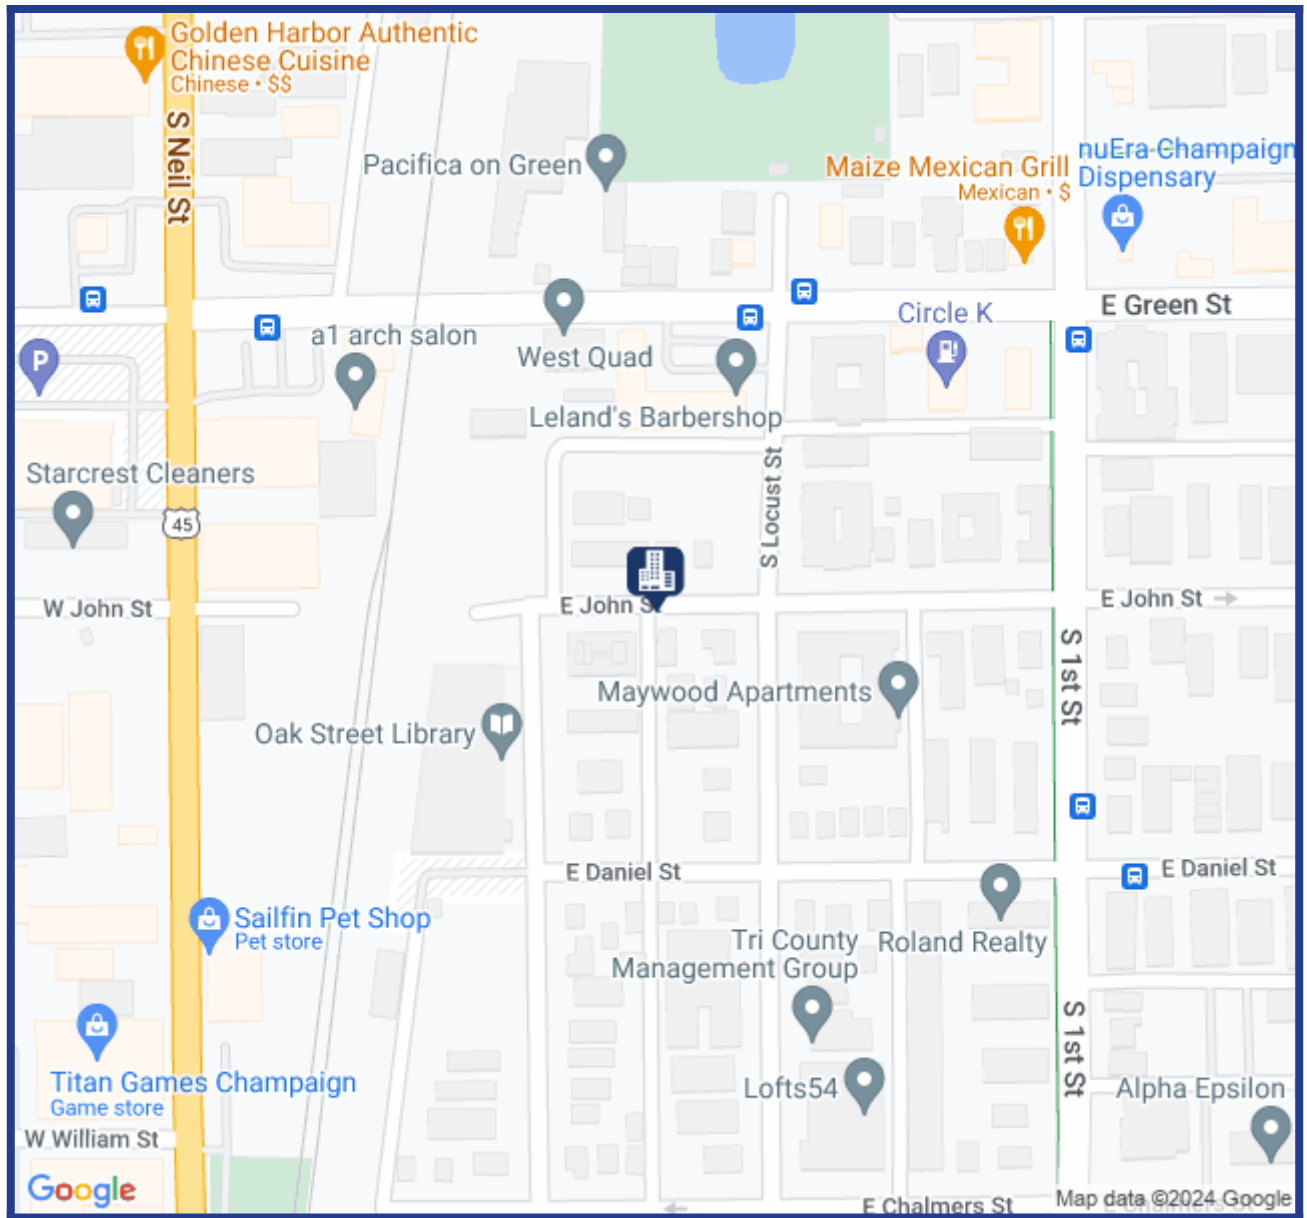 Golden Harbor Authentic
Chinese Cuisine
Chinese • $$
S Neil St
Pacifica on Green
Maize Mexican Grill
Mexican • $
nuEra Champaign
Dispensary
E Green St
Circle K
a1 arch salon
West Quad
P
Leland's Barbershop
Starcrest Cleaners
45
S Locust St
W John St
E John St
E John St
S 1st St
Maywood Apartments
Oak Street Library
E Daniel St
E Daniel St
Sailfin Pet Shop
Pet store
Tri County
Management Group
Roland Realty
S 1st St
Titan Games Champaign
Game store
Lofts54
Alpha Epsilon
W William St
Google
E Chalmers St
Map data ©2024 Google